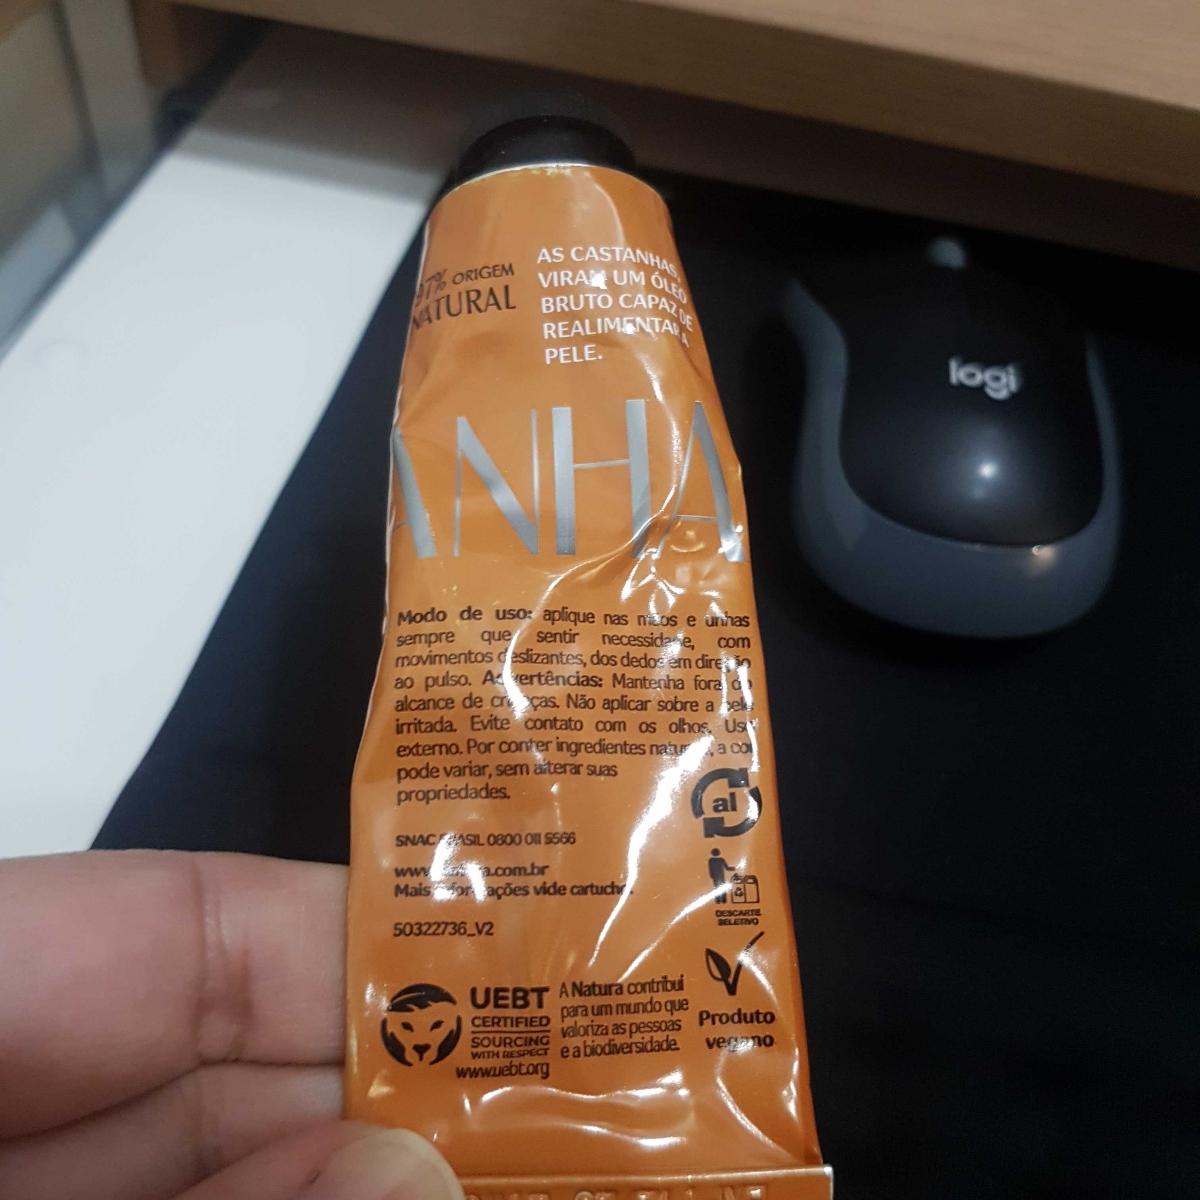 ORIGEM
NATURAL
AS CASTANHAS,
VIRAM UM ÓLEO
BRUTO CAPAZ DE
REALIMENTAR A
PELE.
ANHA
Modo de uso: aplique nas mãos e unhas
sempre que sentir necessidade, com
movimentos deslizantes, dos dedos em direção
ao pulso. Advertências: Mantenha fora do
alcance de crianças. Não aplicar sobre a pele
irritada. Evite contato com os olhos. Uso
externo. Por conter ingredientes naturais, a cor
pode variar, sem alterar suas
propriedades.
al
DESCARTE
SELETIVO
SNAC BRASIL 0800 011 5566
www.natura.com.br
Mais informações vide cartucho.
50322736_V2
UEBT
CERTIFIED
SOURCING
WITH RESPECT
www.uebt.org
A Natura contribui
para um mundo que
valoriza as pessoas
e a biodiversidade.
Produto
vegano
logi